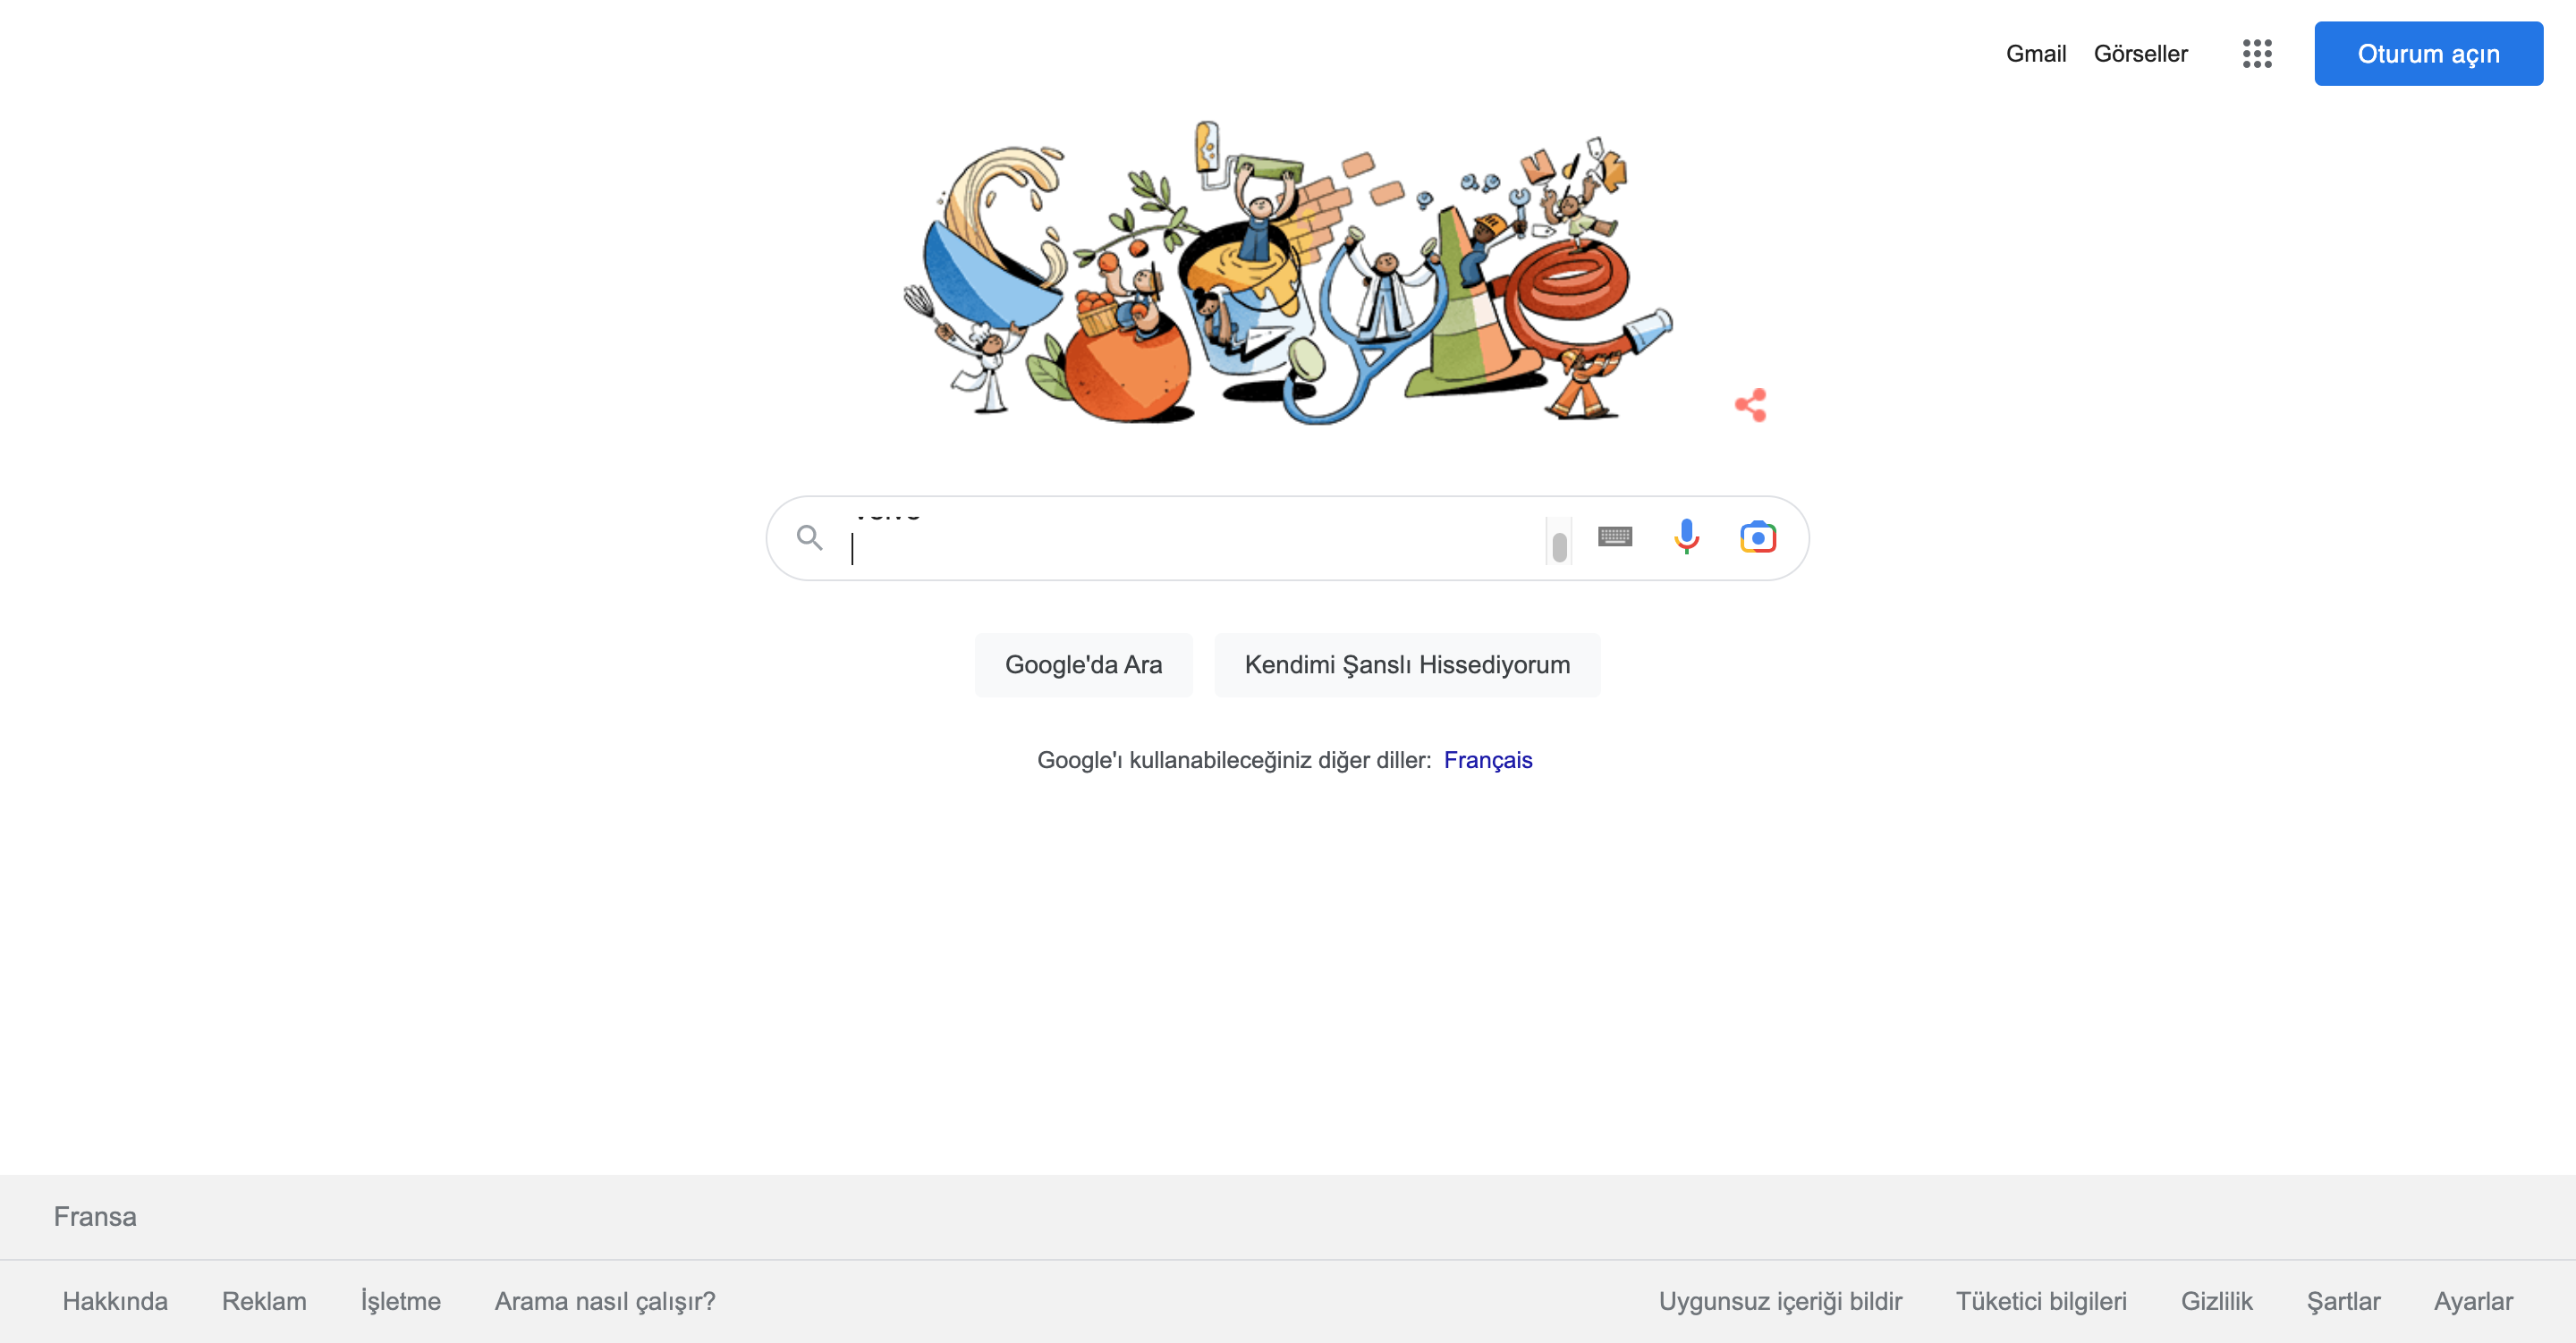 Gmail Görseller Oturum açın
Google'da Ara Kendimi Şanslı Hissediyorum
Google'ı kullanabileceğiniz diğer diller: Français
Fransa
Hakkında Reklam İşletme Arama nasıl çalışır? Uygunsuz içeriği bildir Tüketici bilgileri Gizlilik Şartlar Ayarlar